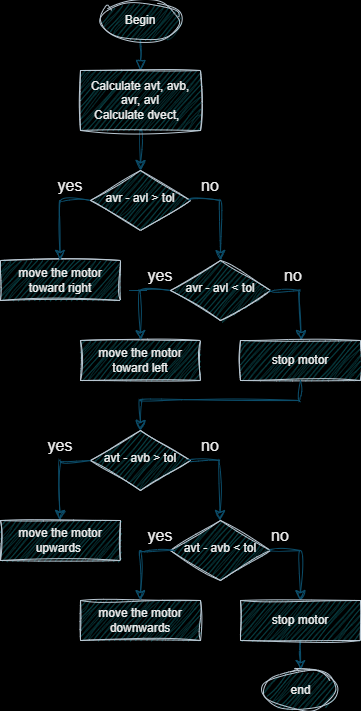 Begin
Calculate avt, avb,
avr, avl
Calculate dvect,
yes
no
avr - avl > tol
move the motor
toward right
yes
no
avr - avl < tol
move the motor
toward left
stop motor
yes
no
avt - avb > tol
move the motor
upwards
yes
no
avt - avb < tol
move the motor
downwards
stop motor
end